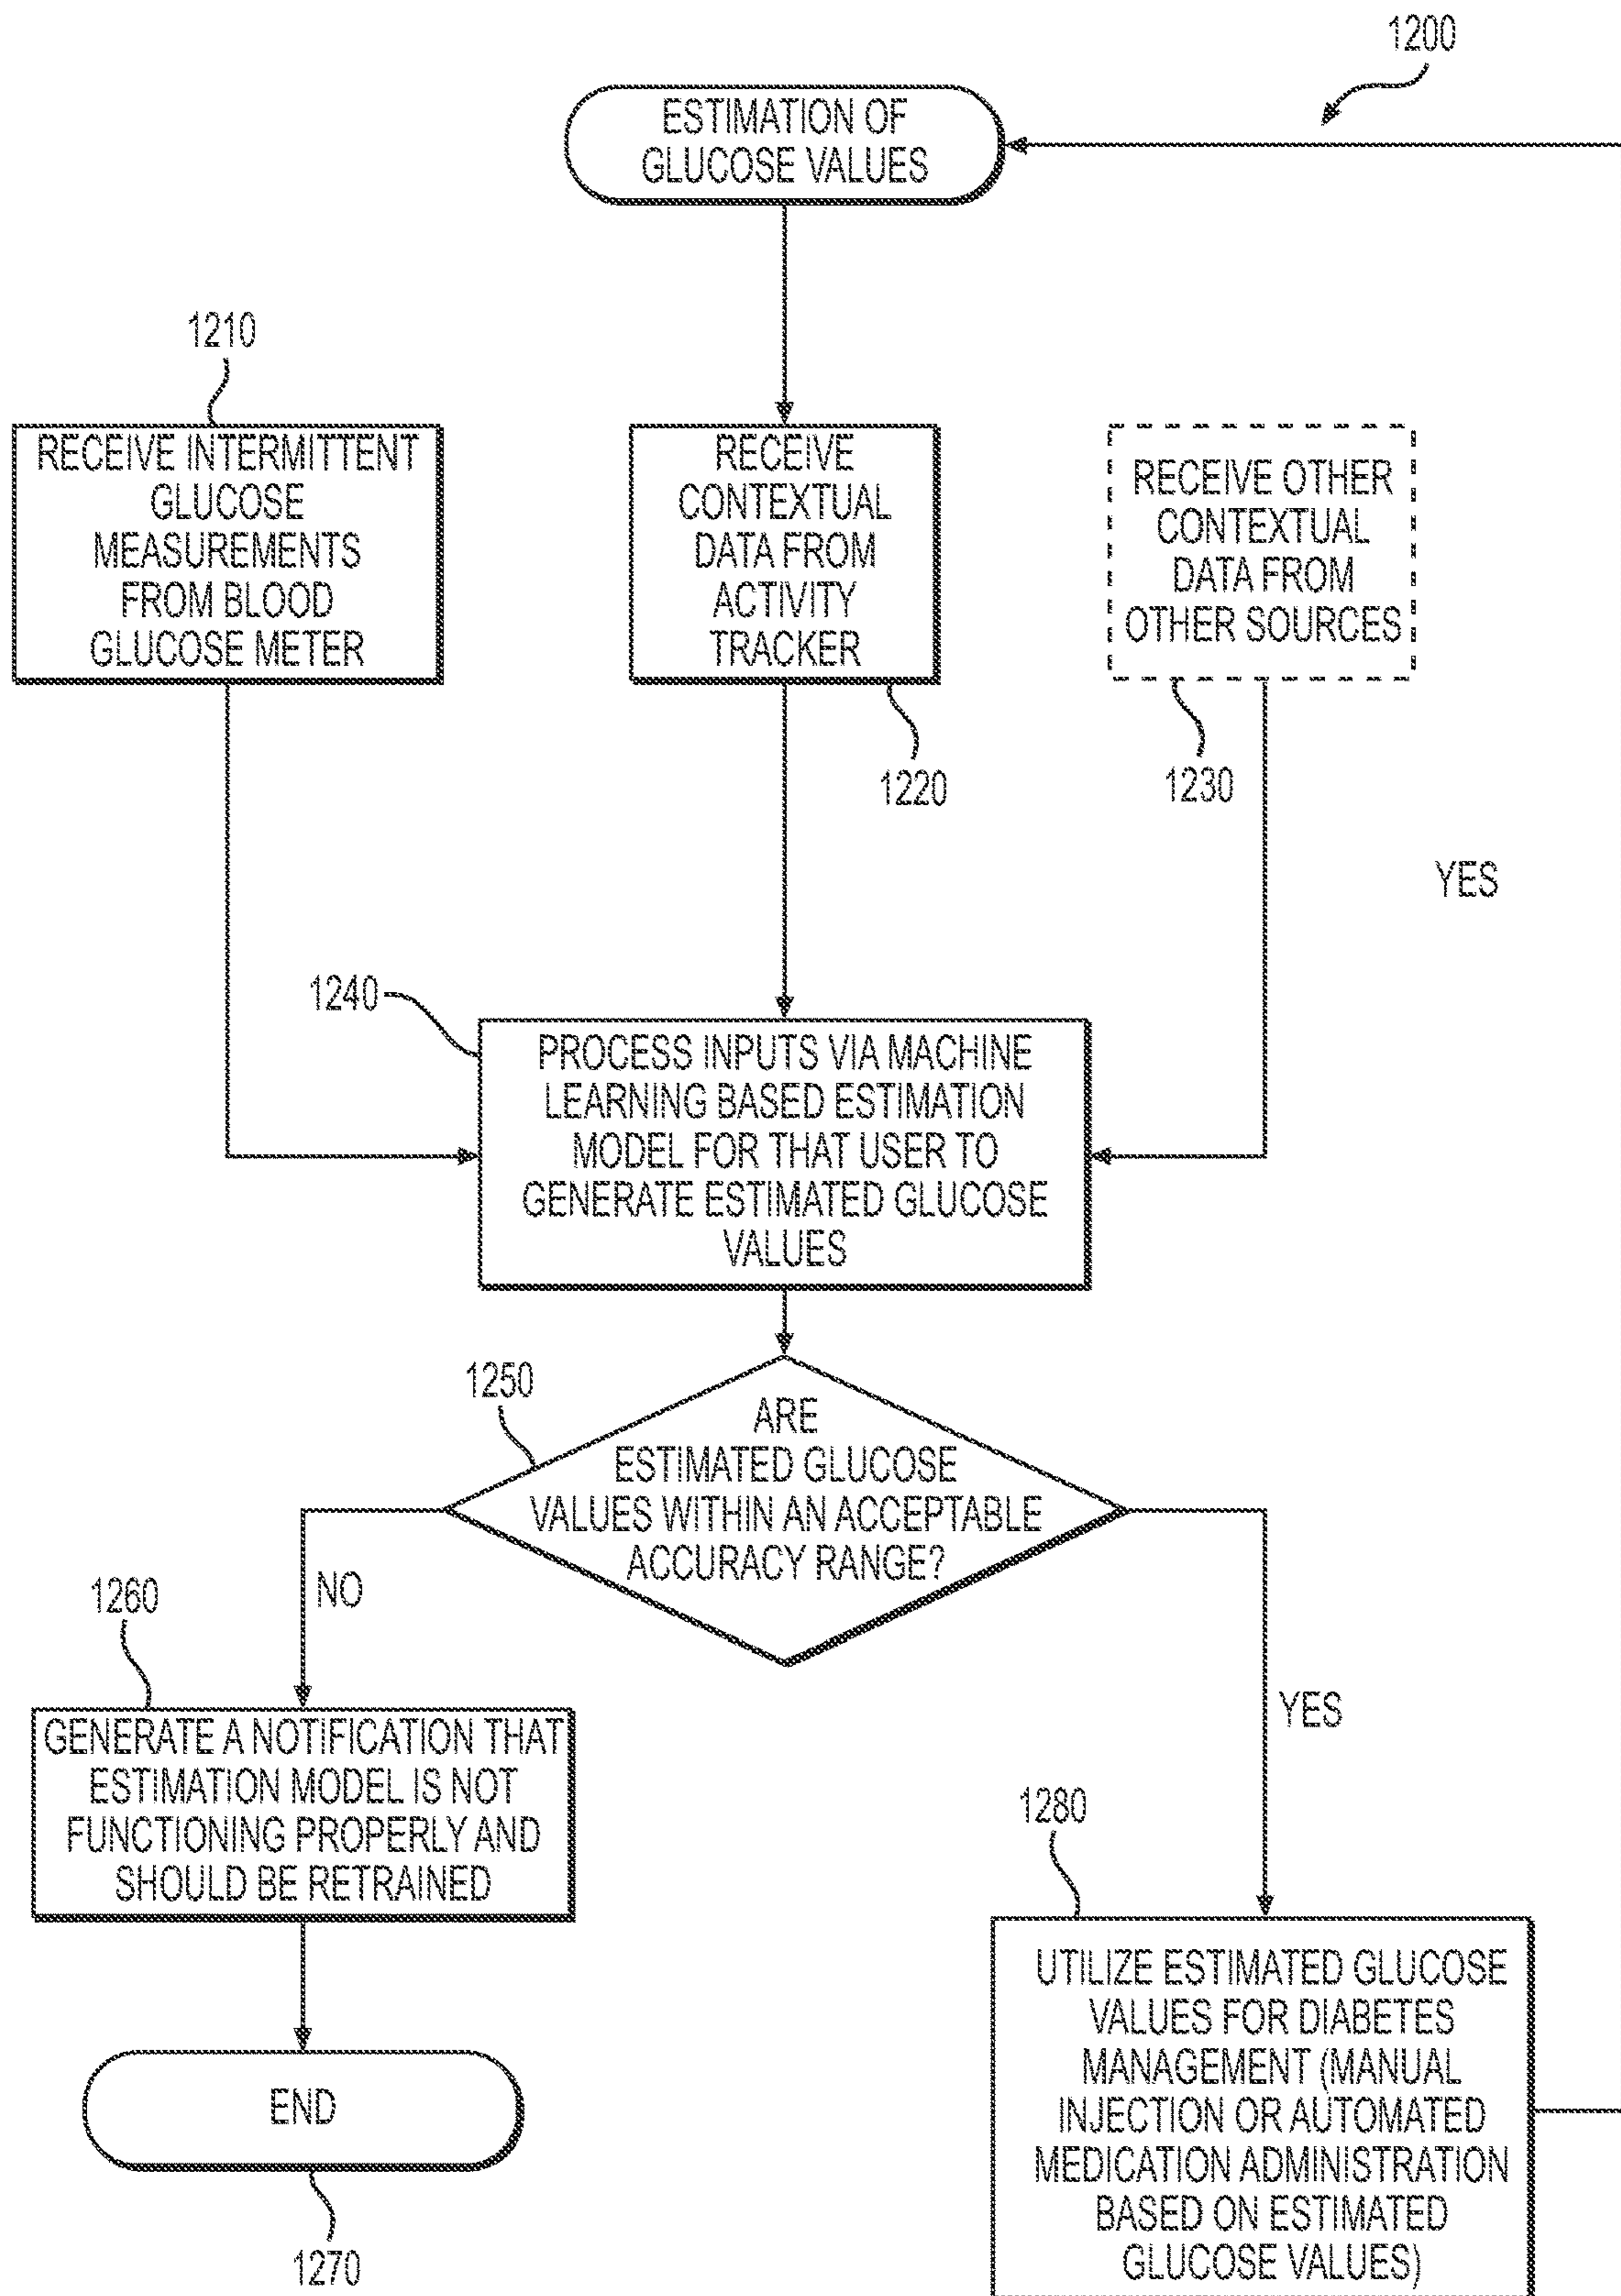 1200
ESTIMATION OF
GLUCOSE VALUES
1210
RECEIVE INTERMITTENT
GLUCOSE
MEASUREMENTS
FROM BLOOD
GLUCOSE METER
RECEIVE
CONTEXTUAL
DATA FROM
ACTIVITY
TRACKER
1220
RECEIVE OTHER
CONTEXTUAL
DATA FROM
OTHER SOURCES
1230
YES
1240
PROCESS INPUTS VIA MACHINE
LEARNING BASED ESTIMATION
MODEL FOR THAT USER TO
GENERATE ESTIMATED GLUCOSE
VALUES
1250
ARE
ESTIMATED GLUCOSE
VALUES WITHIN AN ACCEPTABLE
ACCURACY RANGE?
NO
1260
GENERATE A NOTIFICATION THAT
ESTIMATION MODEL IS NOT
FUNCTIONING PROPERLY AND
SHOULD BE RETRAINED
END
1270
YES
1280
UTILIZE ESTIMATED GLUCOSE
VALUES FOR DIABETES
MANAGEMENT (MANUAL
INJECTION OR AUTOMATED
MEDICATION ADMINISTRATION
BASED ON ESTIMATED
GLUCOSE VALUES)